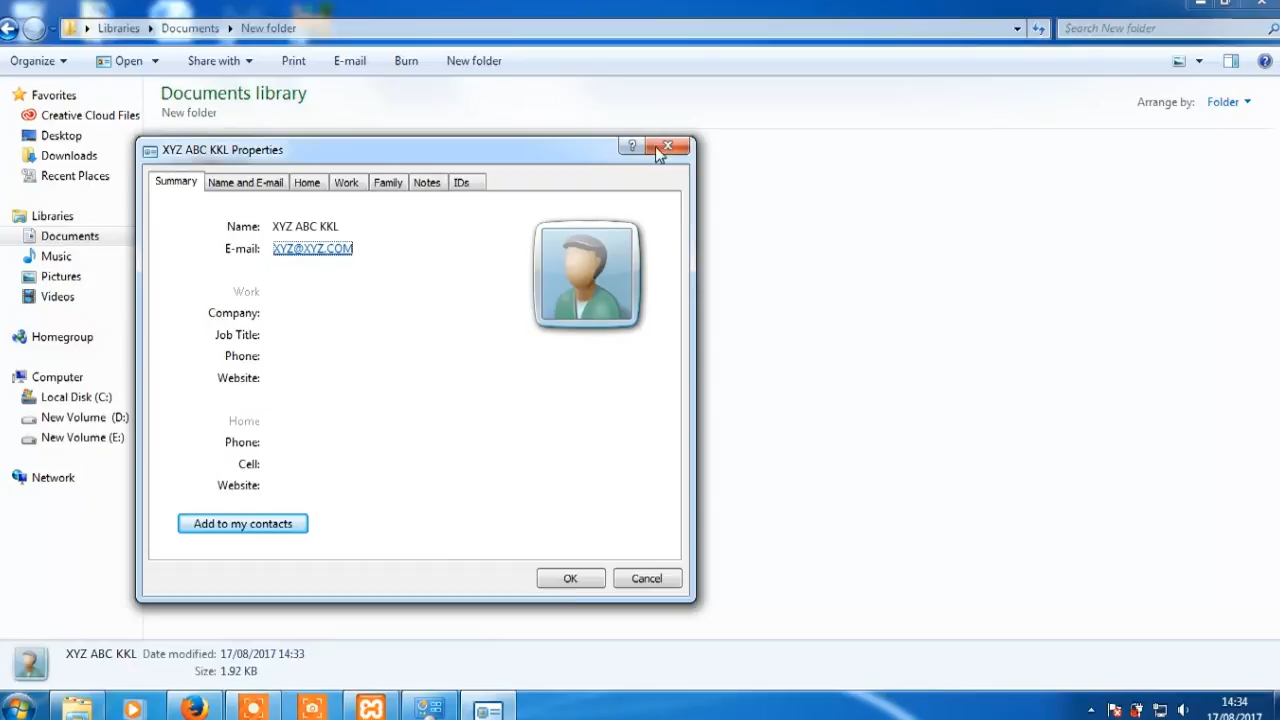 Libraries Documents New folder
Search New folder
Organize Open Share with Print E-mail Burn New folder
Favorites
Creative Cloud Files
Desktop
Downloads
Recent Places
Libraries
Documents
Music
Pictures
Videos
Homegroup
Computer
Local Disk (C:)
New Volume (D:)
New Volume (E:)
Network
Documents library
New folder
Arrange by: Folder
XYZ ABC KKL Properties
Summary Name and E-mail Home Work Family Notes IDs
Name: XYZ ABC KKL
E-mail: XYZ@XYZ.COM
Work
Company:
Job Title:
Phone:
Website:
Home
Phone:
Cell:
Website:
Add to my contacts
OK Cancel
XYZ ABC KKL Date modified: 17/08/2017 14:33
Size: 1.92 KB
14:34
17/08/2017